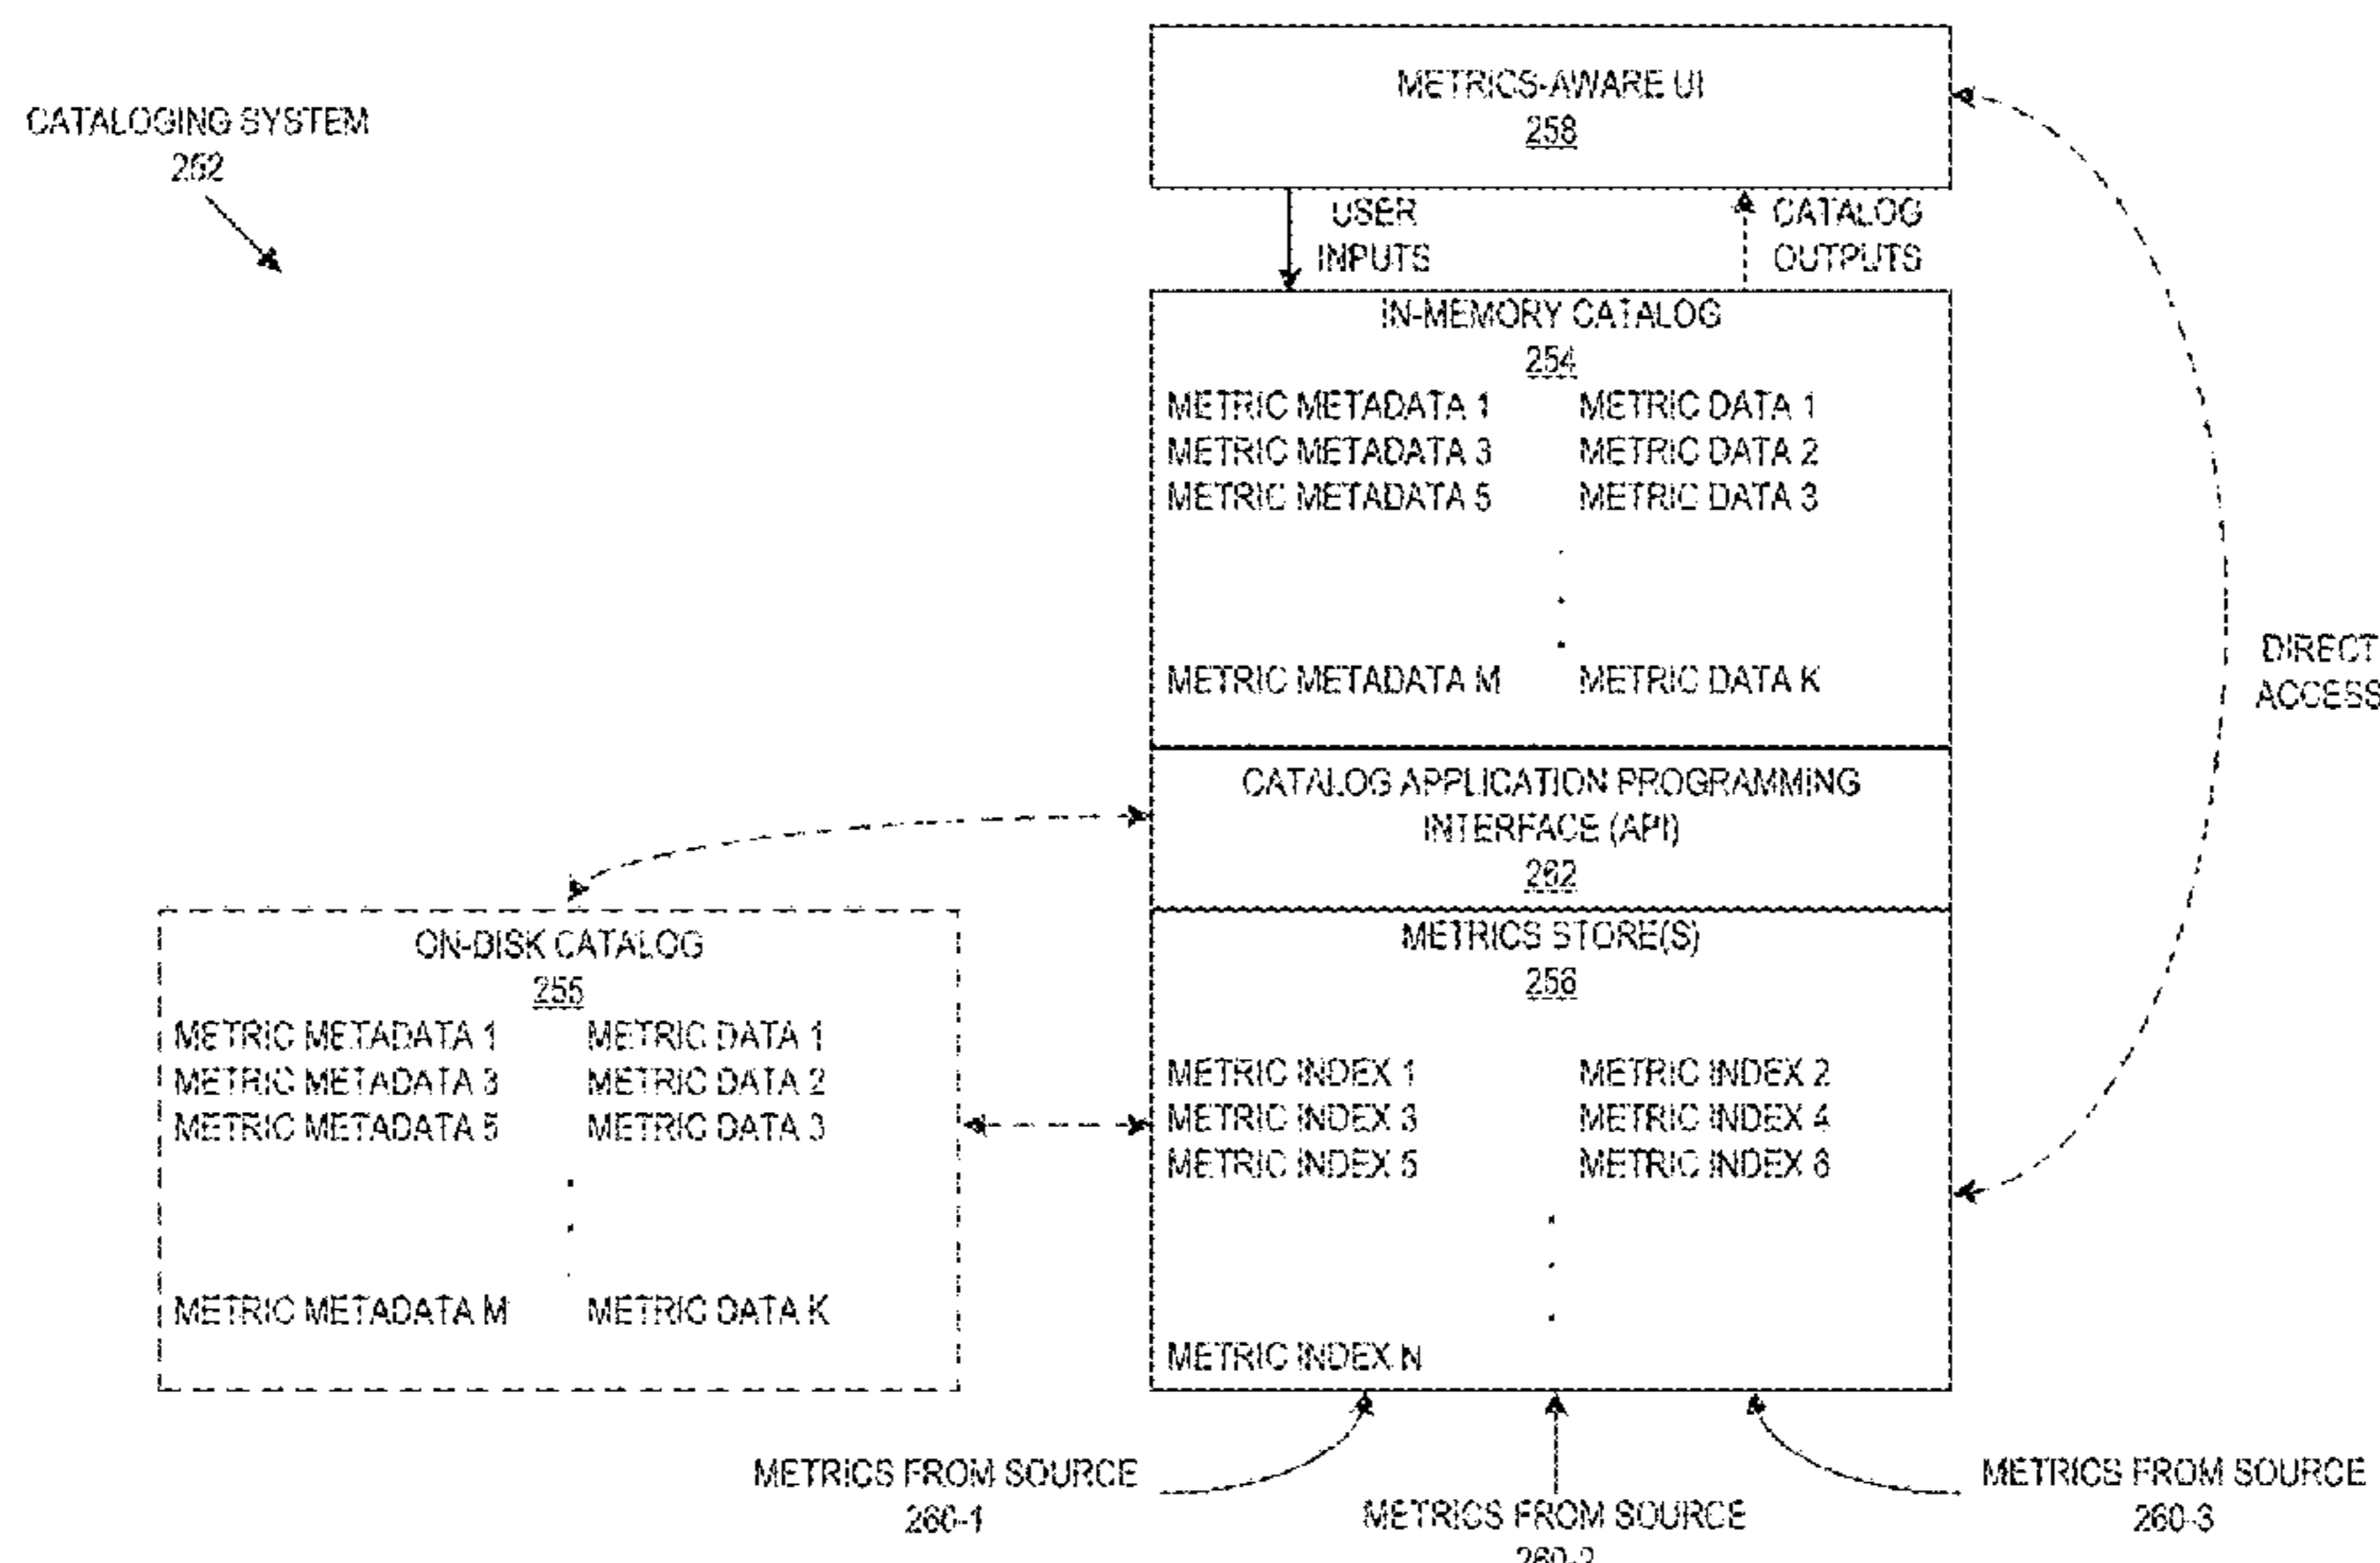 CATALOGING SYSTEM
252
METRICS-AWARE UI
258
USER
INPUTS
CATALOG
OUTPUTS
IN-MEMORY CATALOG
254
METRIC METADATA 1 METRIC DATA 1
METRIC METADATA 3 METRIC DATA 2
METRIC METADATA 5 METRIC DATA 3
METRIC METADATA M METRIC DATA K
DIRECT
ACCESS
CATALOG APPLICATION PROGRAMMING
INTERFACE (API)
262
ON-DISK CATALOG
255
METRIC METADATA 1 METRIC DATA 1
METRIC METADATA 3 METRIC DATA 2
METRIC METADATA 5 METRIC DATA 3
METRIC METADATA M METRIC DATA K
METRICS STORE(S)
256
METRIC INDEX 1 METRIC INDEX 2
METRIC INDEX 3 METRIC INDEX 4
METRIC INDEX 5 METRIC INDEX 6
METRIC INDEX N
METRICS FROM SOURCE
260-1
METRICS FROM SOURCE
260-2
METRICS FROM SOURCE
260-3